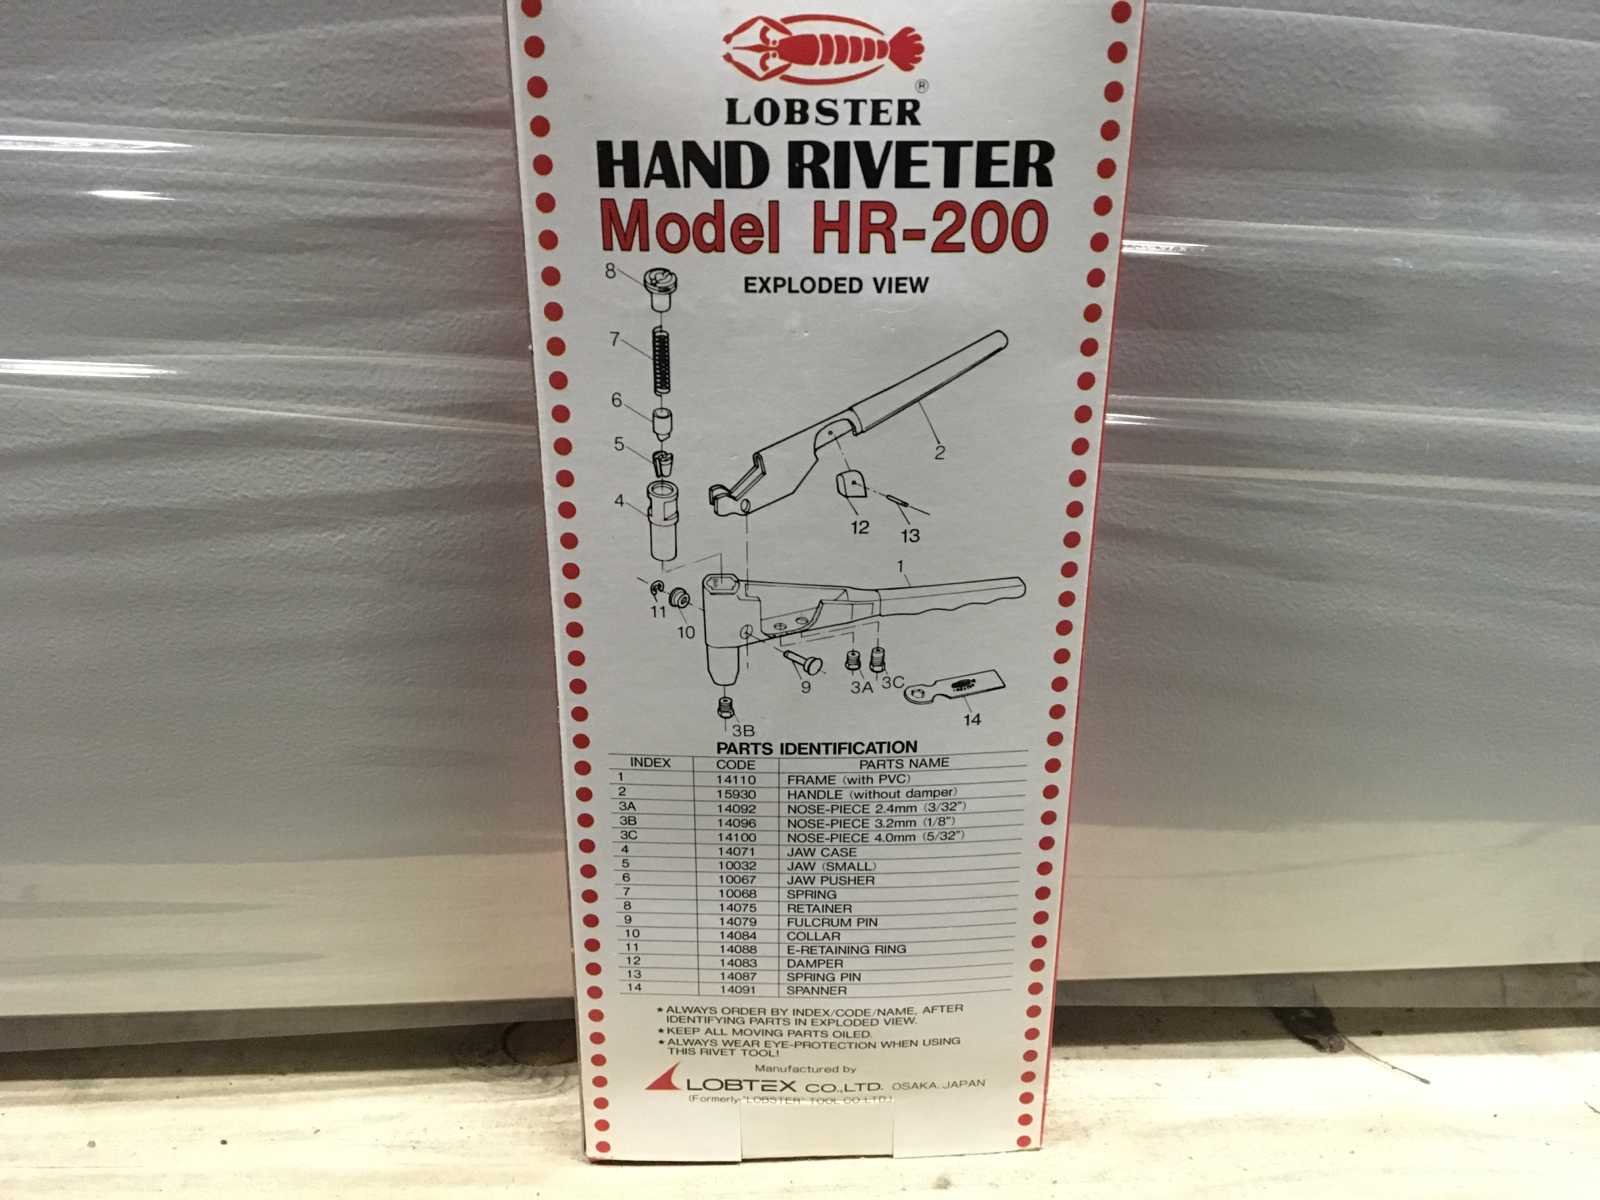 ®
LOBSTER
HAND RIVETER
Model HR-200
EXPLODED VIEW
8
7
6
5
4
2
12
13
1
11
10
9
3A
3C
14
3B
PARTS IDENTIFICATION
INDEX CODE PARTS NAME
1 14110 FRAME (with PVC)
2 15930 HANDLE (without damper)
3A 14092 NOSE-PIECE 2.4mm (3/32")
3B 14096 NOSE-PIECE 3.2mm (1/8")
3C 14100 NOSE-PIECE 4.0mm (5/32")
4 14071 JAW CASE
5 10032 JAW (SMALL)
6 10067 JAW PUSHER
7 10068 SPRING
8 14075 RETAINER
9 14079 FULCRUM PIN
10 14084 COLLAR
11 14088 E-RETAINING RING
12 14083 DAMPER
13 14087 SPRING PIN
14 14091 SPANNER
★ALWAYS ORDER BY INDEX/CODE/NAME, AFTER
IDENTIFYING PARTS IN EXPLODED VIEW.
★KEEP ALL MOVING PARTS OILED.
★ALWAYS WEAR EYE-PROTECTION WHEN USING
THIS RIVET TOOL!
Manufactured by
LOBTEX CO.,LTD. OSAKA, JAPAN
(Formerly "LOBSTER" TOOL CO.LTD.)